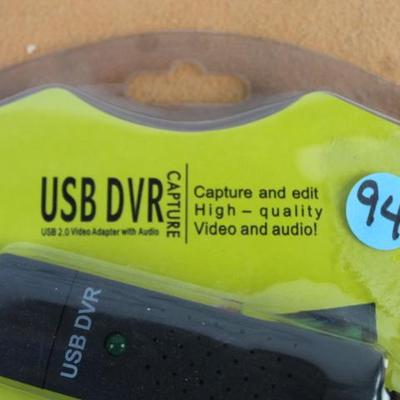 USB DVR
CAPTURE
USB 2.0 Video Adapter with Audio
Capture and edit
High - quality
Video and audio!
94
USB DVR